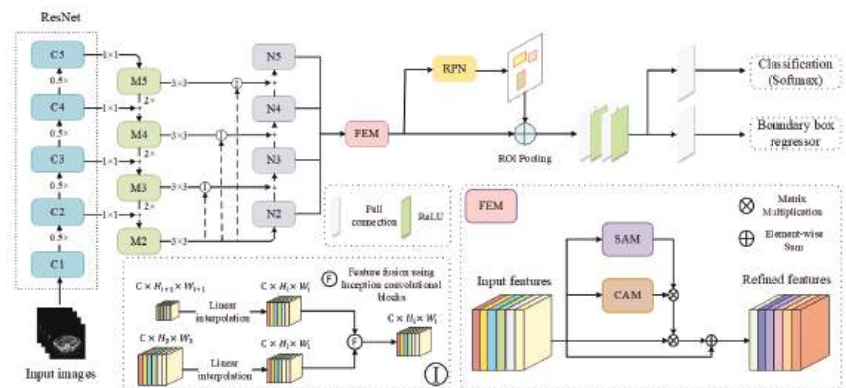 ResNet
C5
1×1
0.5×
M5
3×3
I
N5
C4
1×1
2×
0.5×
M4
3×3
I
N4
C3
1×1
2×
0.5×
M3
3×3
I
N3
C2
1×1
2×
0.5×
M2
3×3
N2
C1
Input images
FEM
RPN
ROI Pooling
Classification
(Softmax)
Boundary box
regressor
Full
connection
RaLU
C × Hᵢ₊₁ × Wᵢ₊₁
Linear
interpolation
C × Hᵢ × Wᵢ
F
Feature fusion using
Inception convolutional
blocks
C × H₂ × W₂
Linear
interpolation
C × Hᵢ × Wᵢ
F
C × Hᵢ × Wᵢ
I
FEM
SAM
CAM
Input features
Refined features
Matrix
Multiplication
Element-wise
Sum